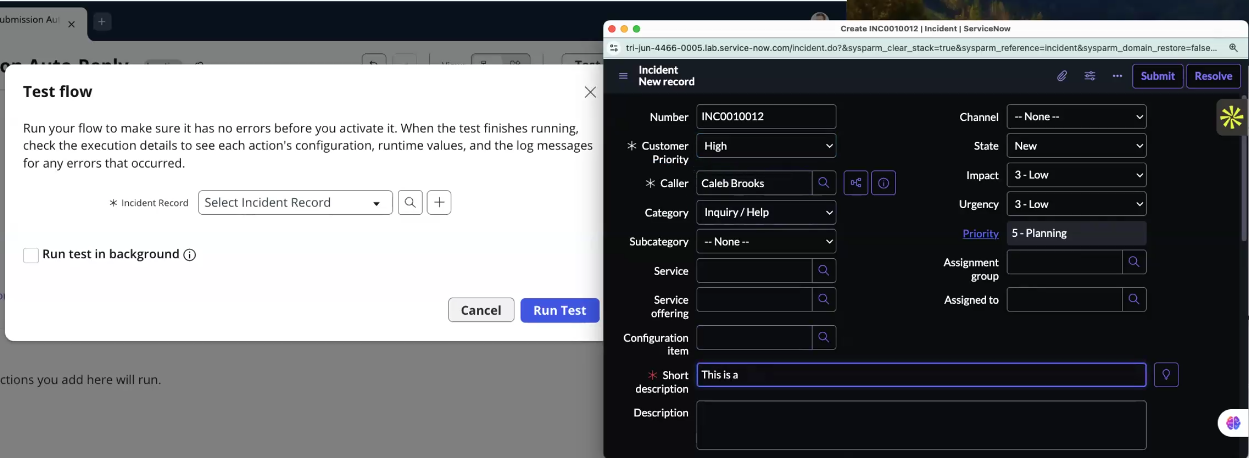 ubmission Au
Test flow
Run your flow to make sure it has no errors before you activate it. When the test finishes running,
check the execution details to see each action's configuration, runtime values, and the log messages
for any errors that occurred.
* Incident Record
Select Incident Record
Run test in background
Cancel
Run Test
ctions you add here will run.
Create INC0010012 | Incident | ServiceNow
tri-jun-4466-0005.lab.service-now.com/incident.do?&sysparm_clear_stack=true&sysparm_reference=incident&sysparm_domain_restore=false...
Incident
New record
Submit
Resolve
Number
INC0010012
* Customer
Priority
High
* Caller
Caleb Brooks
Category
Inquiry / Help
Subcategory
-- None --
Service
Service
offering
Configuration
item
Channel
-- None --
State
New
Impact
3 - Low
Urgency
3 - Low
Priority
5 - Planning
Assignment
group
Assigned to
* Short
description
This is a
Description